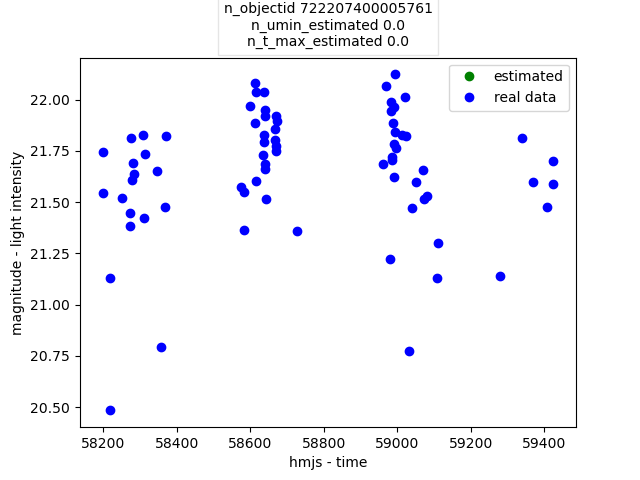 n_objectid 722207400005761
n_umin_estimated 0.0
n_t_max_estimated 0.0
estimated
real data
magnitude - light intensity
22.00
21.75
21.50
21.25
21.00
20.75
20.50
58200 58400 58600 58800 59000 59200 59400
hmjs - time